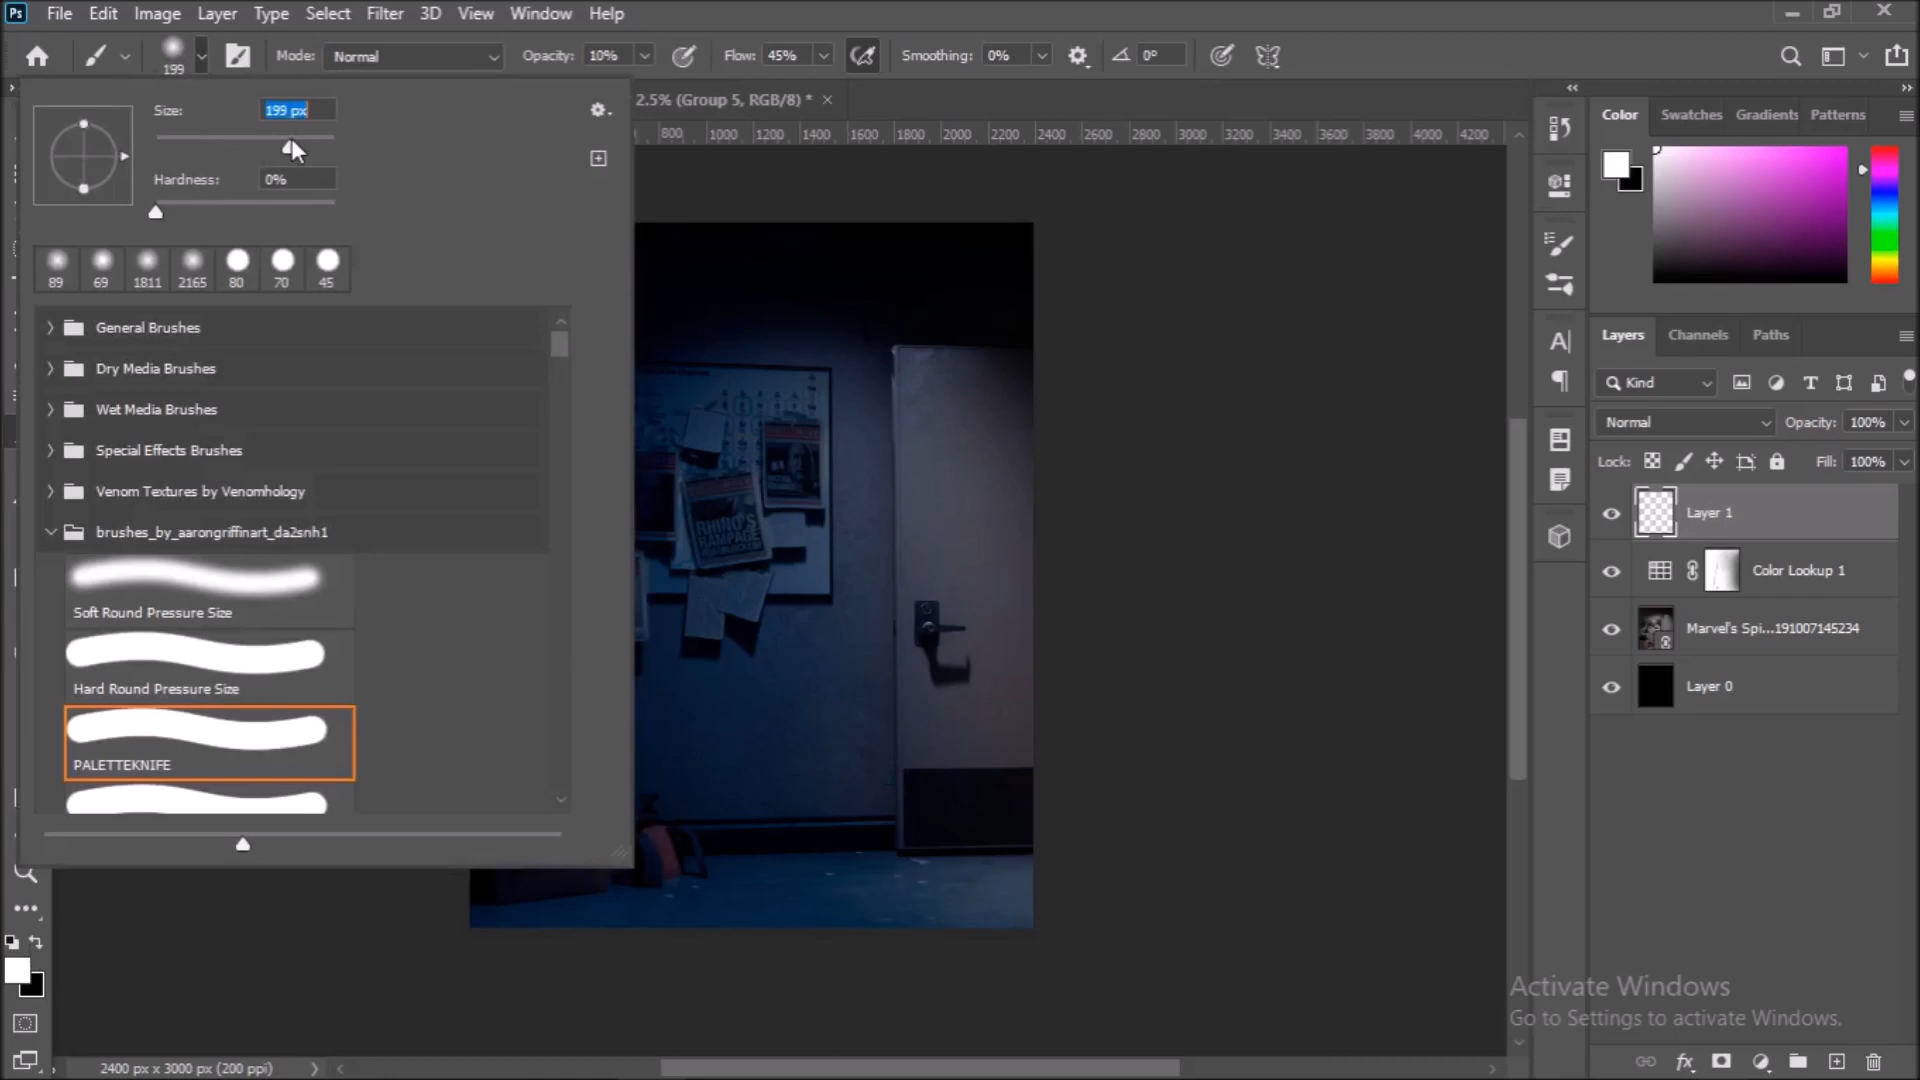 Ps File Edit Image Layer Type Select Filter 3D View Window Help
199 Mode: Normal Opacity: 10% Flow: 45% Smoothing: 0% 0°
2.5% (Group 5, RGB/8) * ×
Size: 199 px
Hardness: 0%
89 69 1811 2165 80 70 45
General Brushes
Dry Media Brushes
Wet Media Brushes
Special Effects Brushes
Venom Textures by Venomhology
brushes_by_aarongriffinart_da2snh1
Soft Round Pressure Size
Hard Round Pressure Size
PALETTEKNIFE
800 1000 1200 1400 1600 1800 2000 2200 2400 2600 2800 3000 3200 3400 3600 3800 4000 4200
RHINO'S
RAMPAGE
Color Swatches Gradients Patterns
Layers Channels Paths
Kind
Normal Opacity: 100%
Lock: Fill: 100%
Layer 1
Color Lookup 1
Marvel's Spi...191007145234
Layer 0
Activate Windows
Go to Settings to activate Windows.
2400 px x 3000 px (200 ppi)